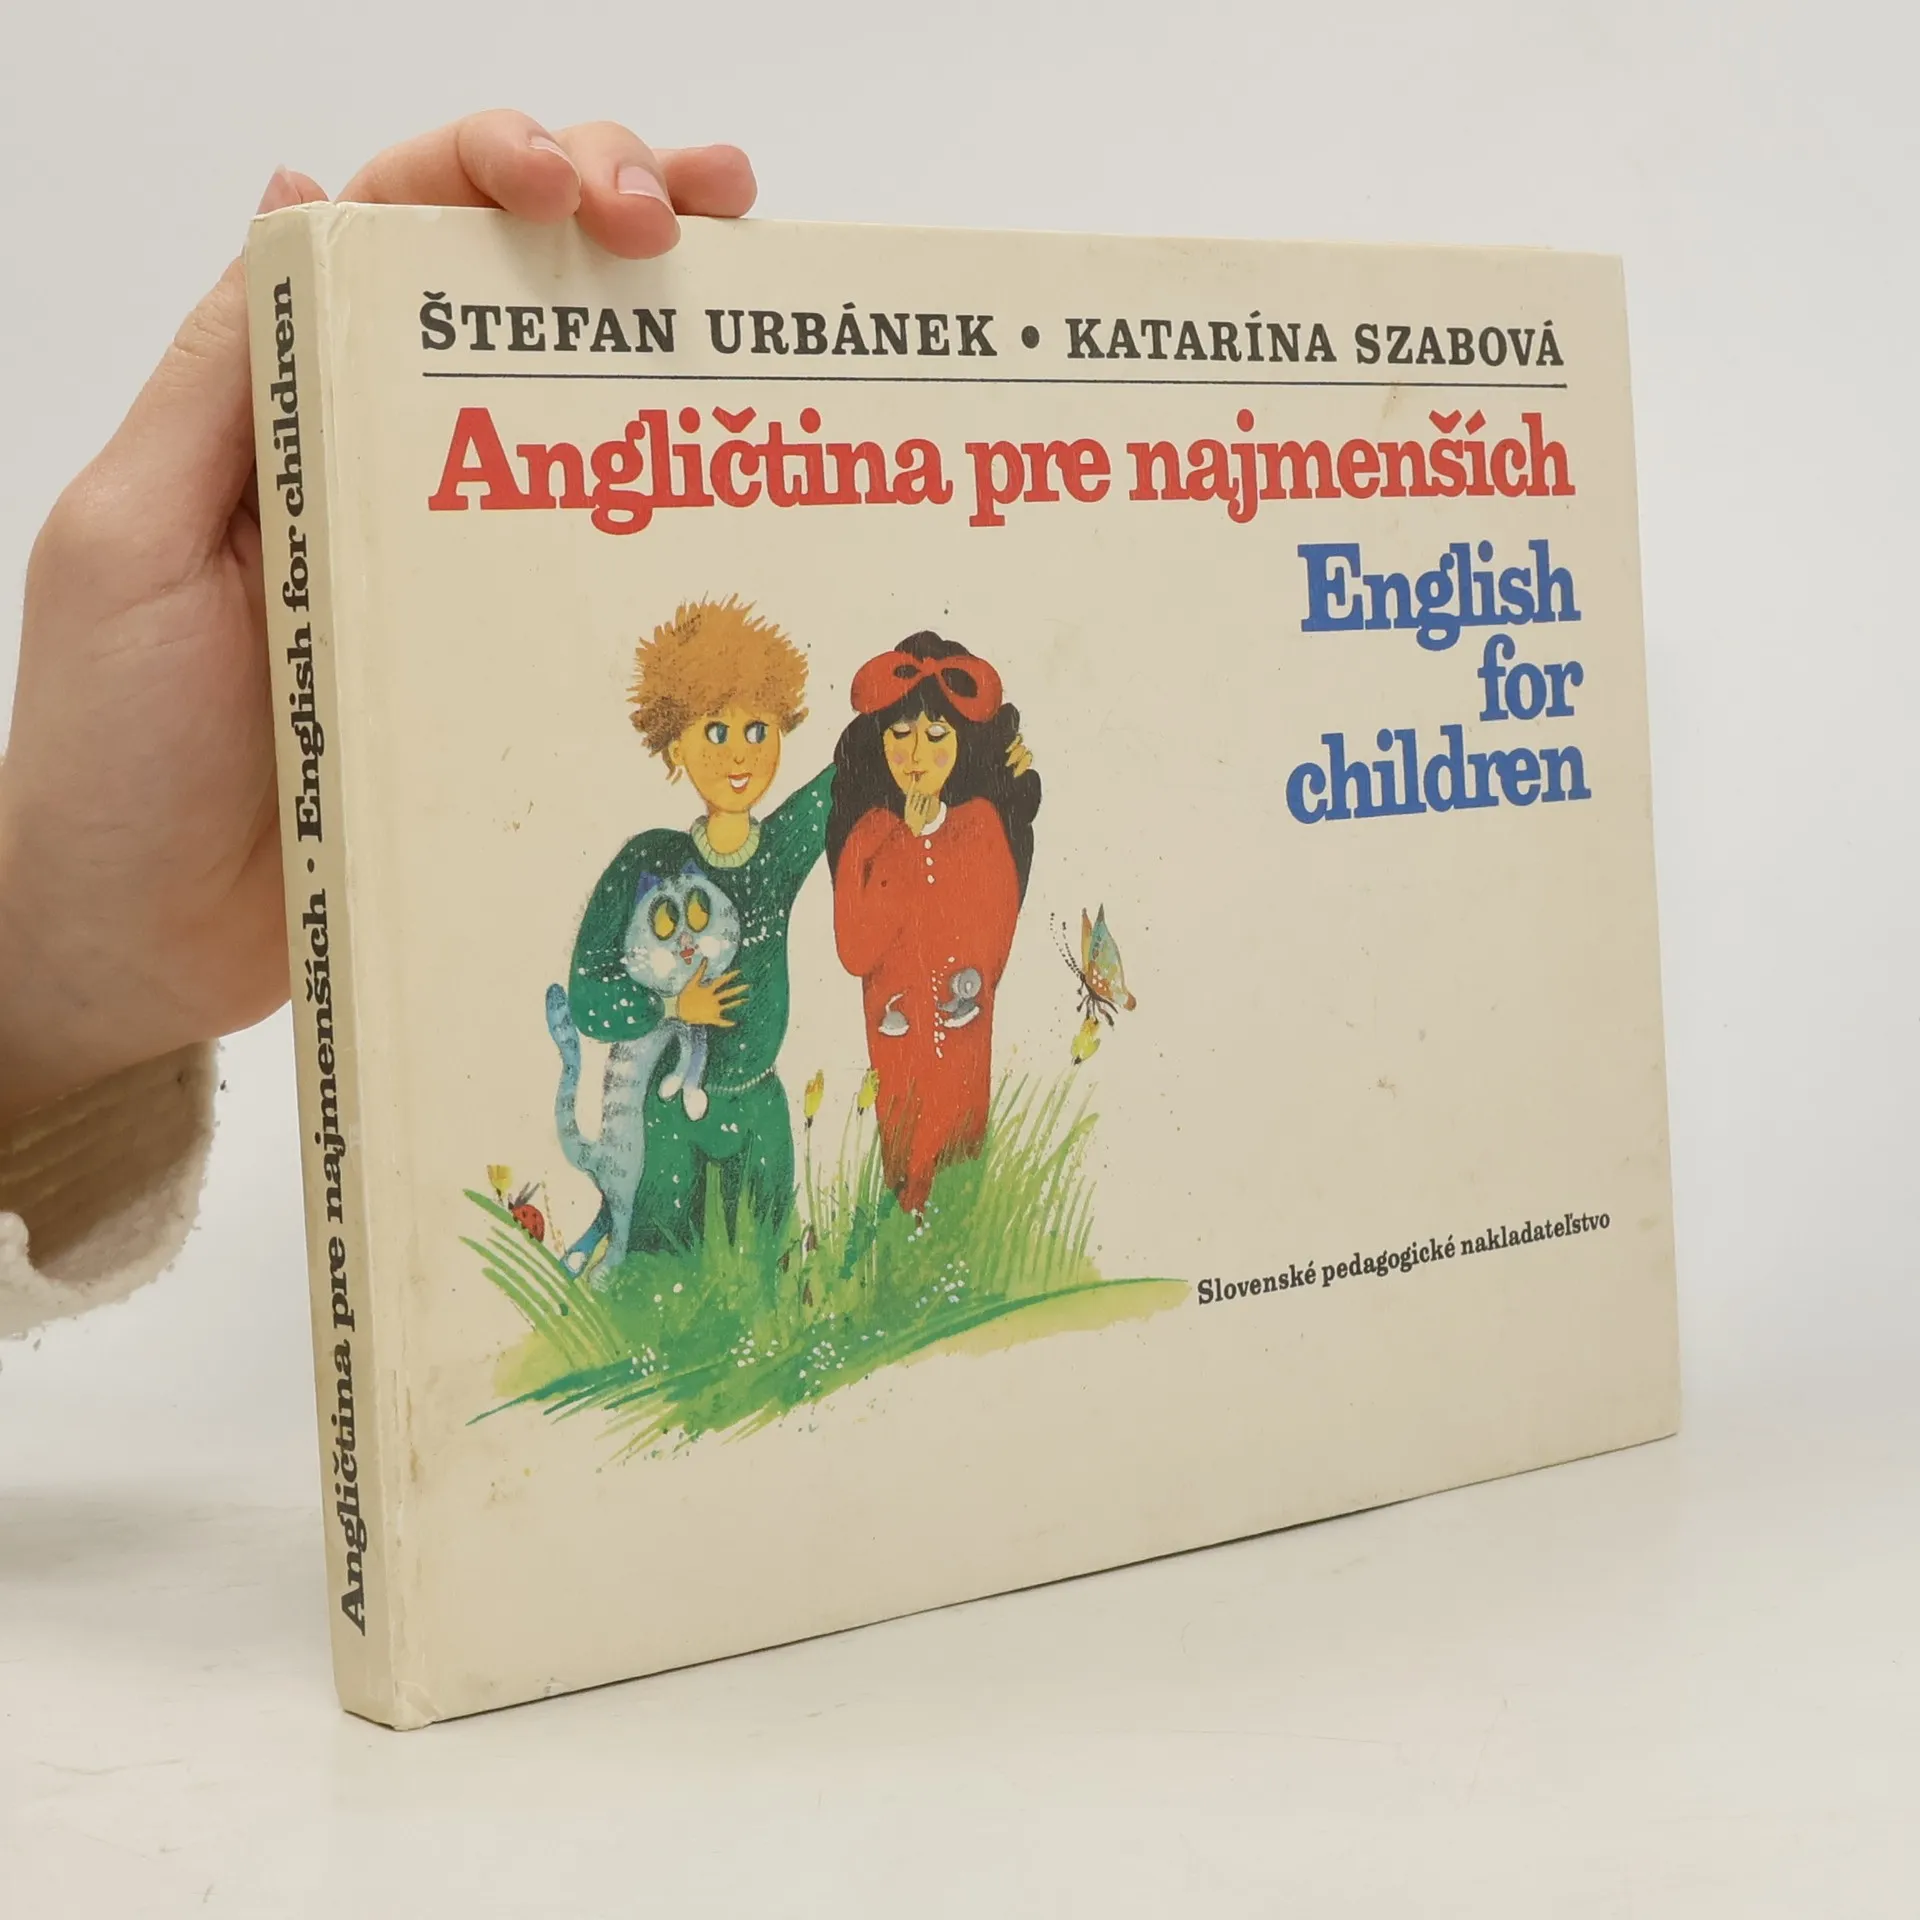 ŠTEFAN URBÁNEK • KATARÍNA SZABOVÁ
Angličtina pre najmenších
English
for
children
Slovenské pedagogické nakladateľstvo
Angličtina pre najmenších · English for children